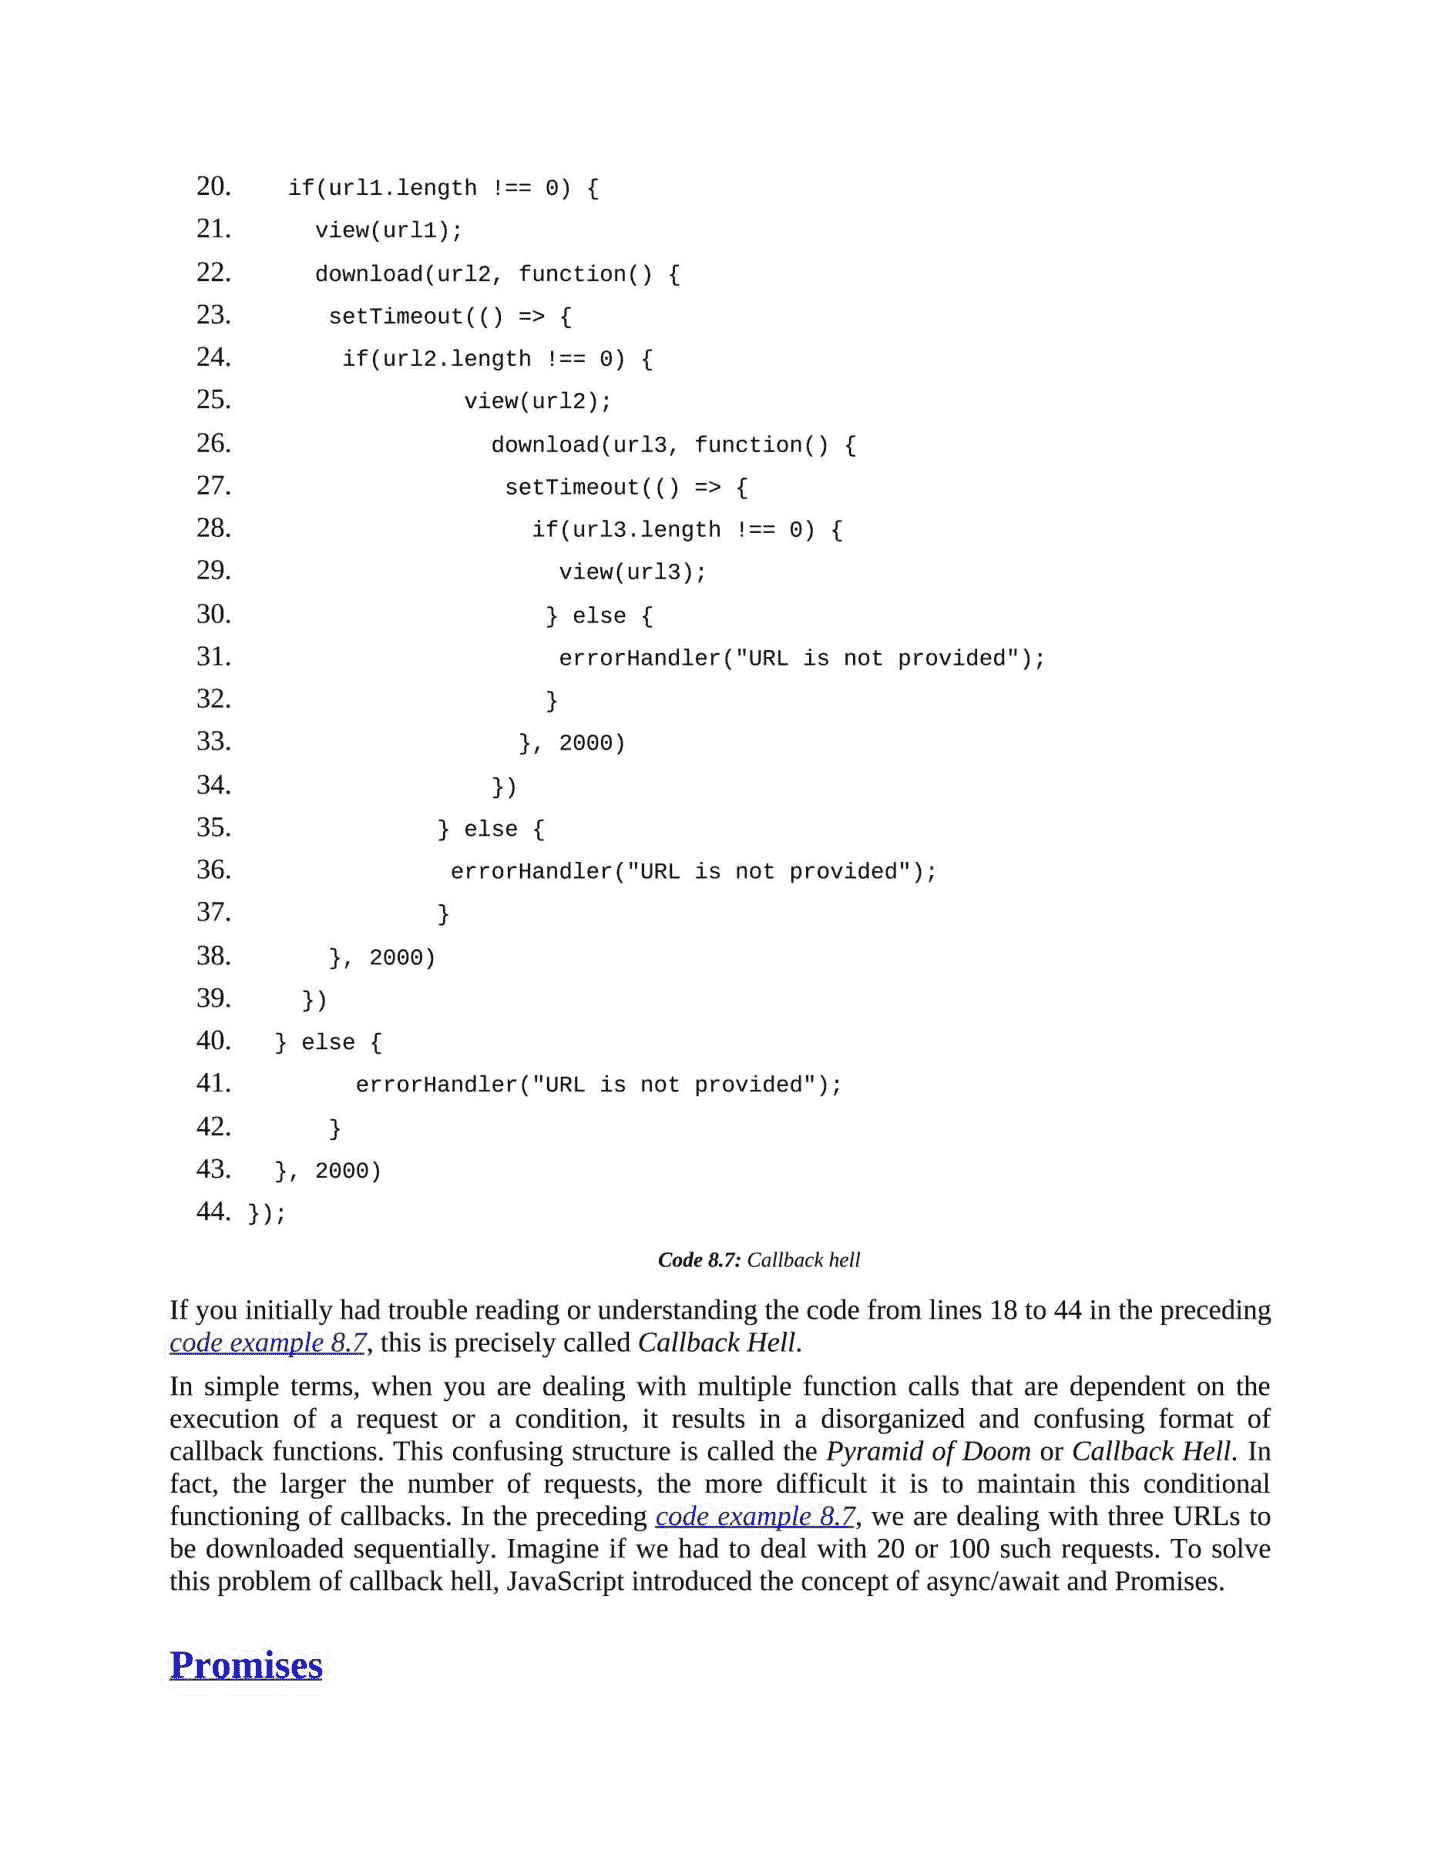 20.    if(url1.length !== 0) {
21.      view(url1);
22.      download(url2, function() {
23.       setTimeout(() => {
24.        if(url2.length !== 0) {
25.                 view(url2);
26.                   download(url3, function() {
27.                    setTimeout(() => {
28.                      if(url3.length !== 0) {
29.                        view(url3);
30.                       } else {
31.                        errorHandler("URL is not provided");
32.                       }
33.                     }, 2000)
34.                   })
35.               } else {
36.                errorHandler("URL is not provided");
37.               }
38.       }, 2000)
39.     })
40.   } else {
41.         errorHandler("URL is not provided");
42.       }
43.   }, 2000)
44. });
Code 8.7: Callback hell
If you initially had trouble reading or understanding the code from lines 18 to 44 in the preceding
code example 8.7, this is precisely called Callback Hell.
In simple terms, when you are dealing with multiple function calls that are dependent on the
execution of a request or a condition, it results in a disorganized and confusing format of
callback functions. This confusing structure is called the Pyramid of Doom or Callback Hell. In
fact, the larger the number of requests, the more difficult it is to maintain this conditional
functioning of callbacks. In the preceding code example 8.7, we are dealing with three URLs to
be downloaded sequentially. Imagine if we had to deal with 20 or 100 such requests. To solve
this problem of callback hell, JavaScript introduced the concept of async/await and Promises.
Promises